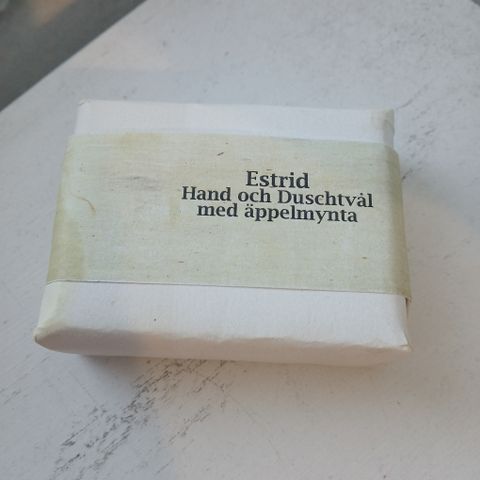 Estrid
Hand och Duschtvål
med äppelmynta